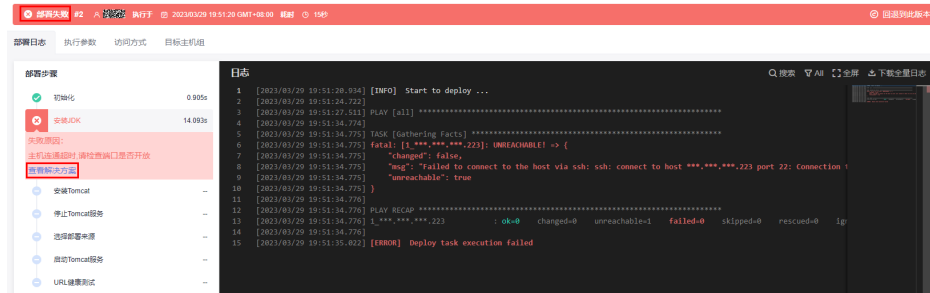 部署失败 #2 执行于 2023/03/29 19:51:20 GMT+08:00 耗时 15秒 回退到此版本
部署日志 执行参数 访问方式 目标主机组
部署步骤
初始化 0.905s
安装JDK 14.093s
失败原因:
主机连通超时,请检查端口是否开放
查看解决方案
安装Tomcat --
停止Tomcat服务 --
选择部署来源 --
启动Tomcat服务 --
URL健康测试 --
日志 搜索 All 全屏 下载全量日志
1 [2023/03/29 19:51:20.934] [INFO] Start to deploy ...
2 [2023/03/29 19:51:24.722]
3 [2023/03/29 19:51:27.511] PLAY [all] *********************************************************************
4 [2023/03/29 19:51:34.774]
5 [2023/03/29 19:51:34.775] TASK [Gathering Facts] *********************************************************
6 [2023/03/29 19:51:34.775] fatal: [1_***.***.***.223]: UNREACHABLE! => {
7 [2023/03/29 19:51:34.775] "changed": false,
8 [2023/03/29 19:51:34.775] "msg": "Failed to connect to the host via ssh: ssh: connect to host ***.***.***.223 port 22: Connection
9 [2023/03/29 19:51:34.775] "unreachable": true
10 [2023/03/29 19:51:34.775] }
11 [2023/03/29 19:51:34.776]
12 [2023/03/29 19:51:34.776] PLAY RECAP *********************************************************************
13 [2023/03/29 19:51:34.776] 1_***.***.***.223 : ok=0 changed=0 unreachable=1 failed=0 skipped=0 rescued=0 ig
14 [2023/03/29 19:51:34.776]
15 [2023/03/29 19:51:35.022] [ERROR] Deploy task execution failed